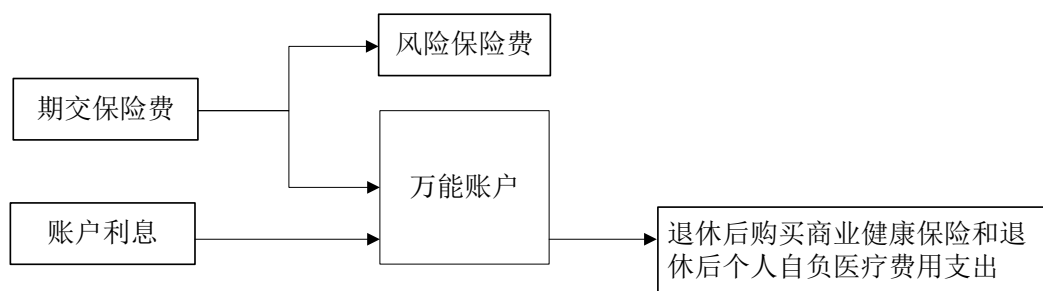 风险保险费
期交保险费
万能账户
账户利息
退休后购买商业健康保险和退
休后个人自负医疗费用支出